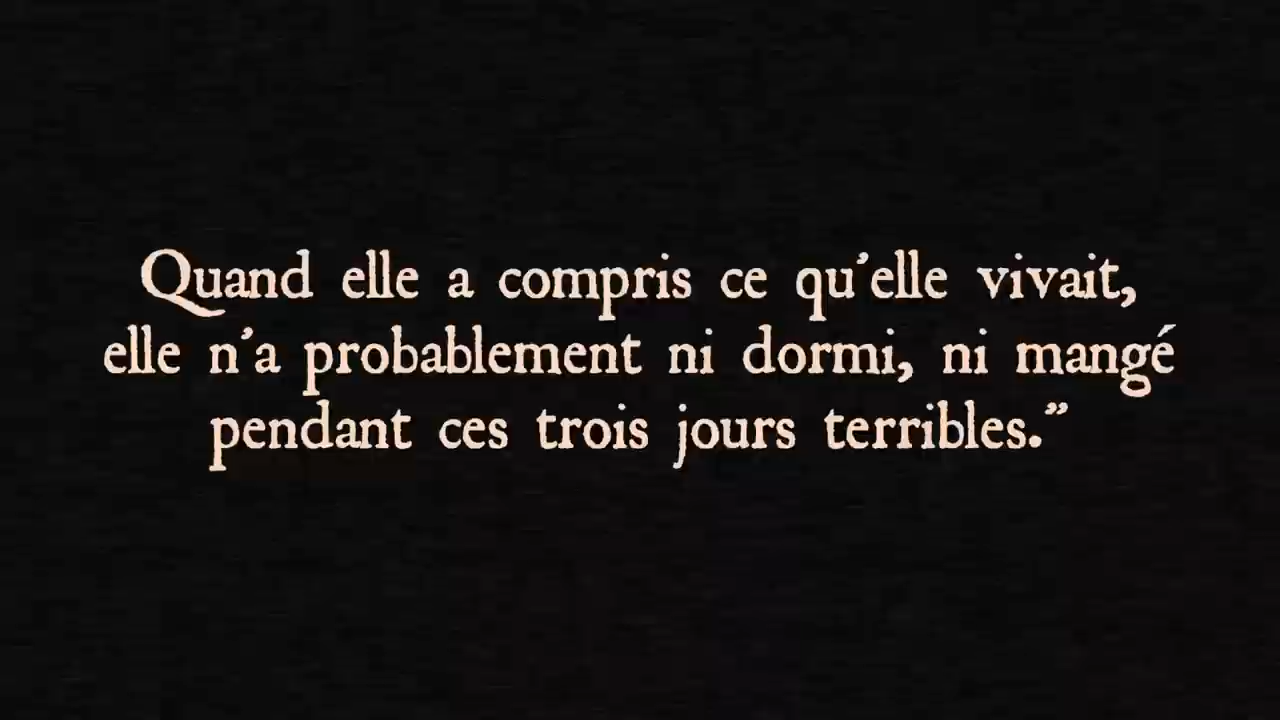 Quand elle a compris ce qu'elle vivait,
elle n'a probablement ni dormi, ni mangé
pendant ces trois jours terribles.”